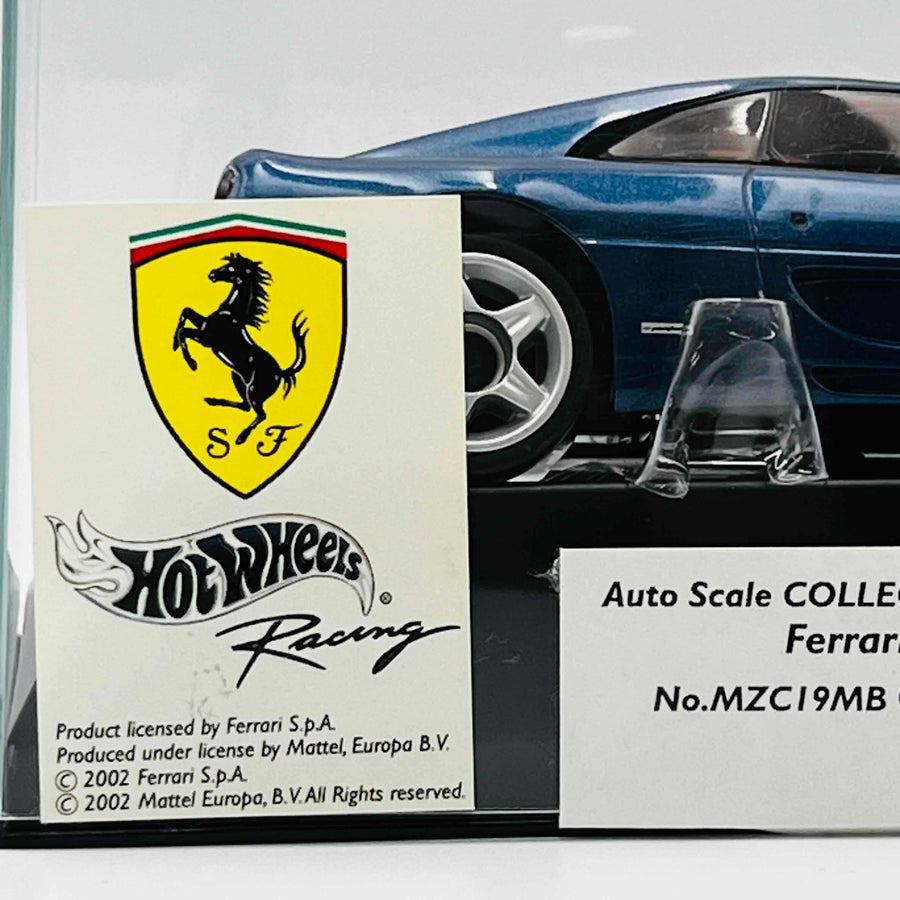 S F
Hot Wheels ®
Racing
Product licensed by Ferrari S.p.A.
Produced under license by Mattel, Europa B.V.
© 2002 Ferrari S.p.A.
© 2002 Mattel Europa, B.V. All Rights reserved.
Auto Scale COLLE
Ferrari
No.MZC19MB